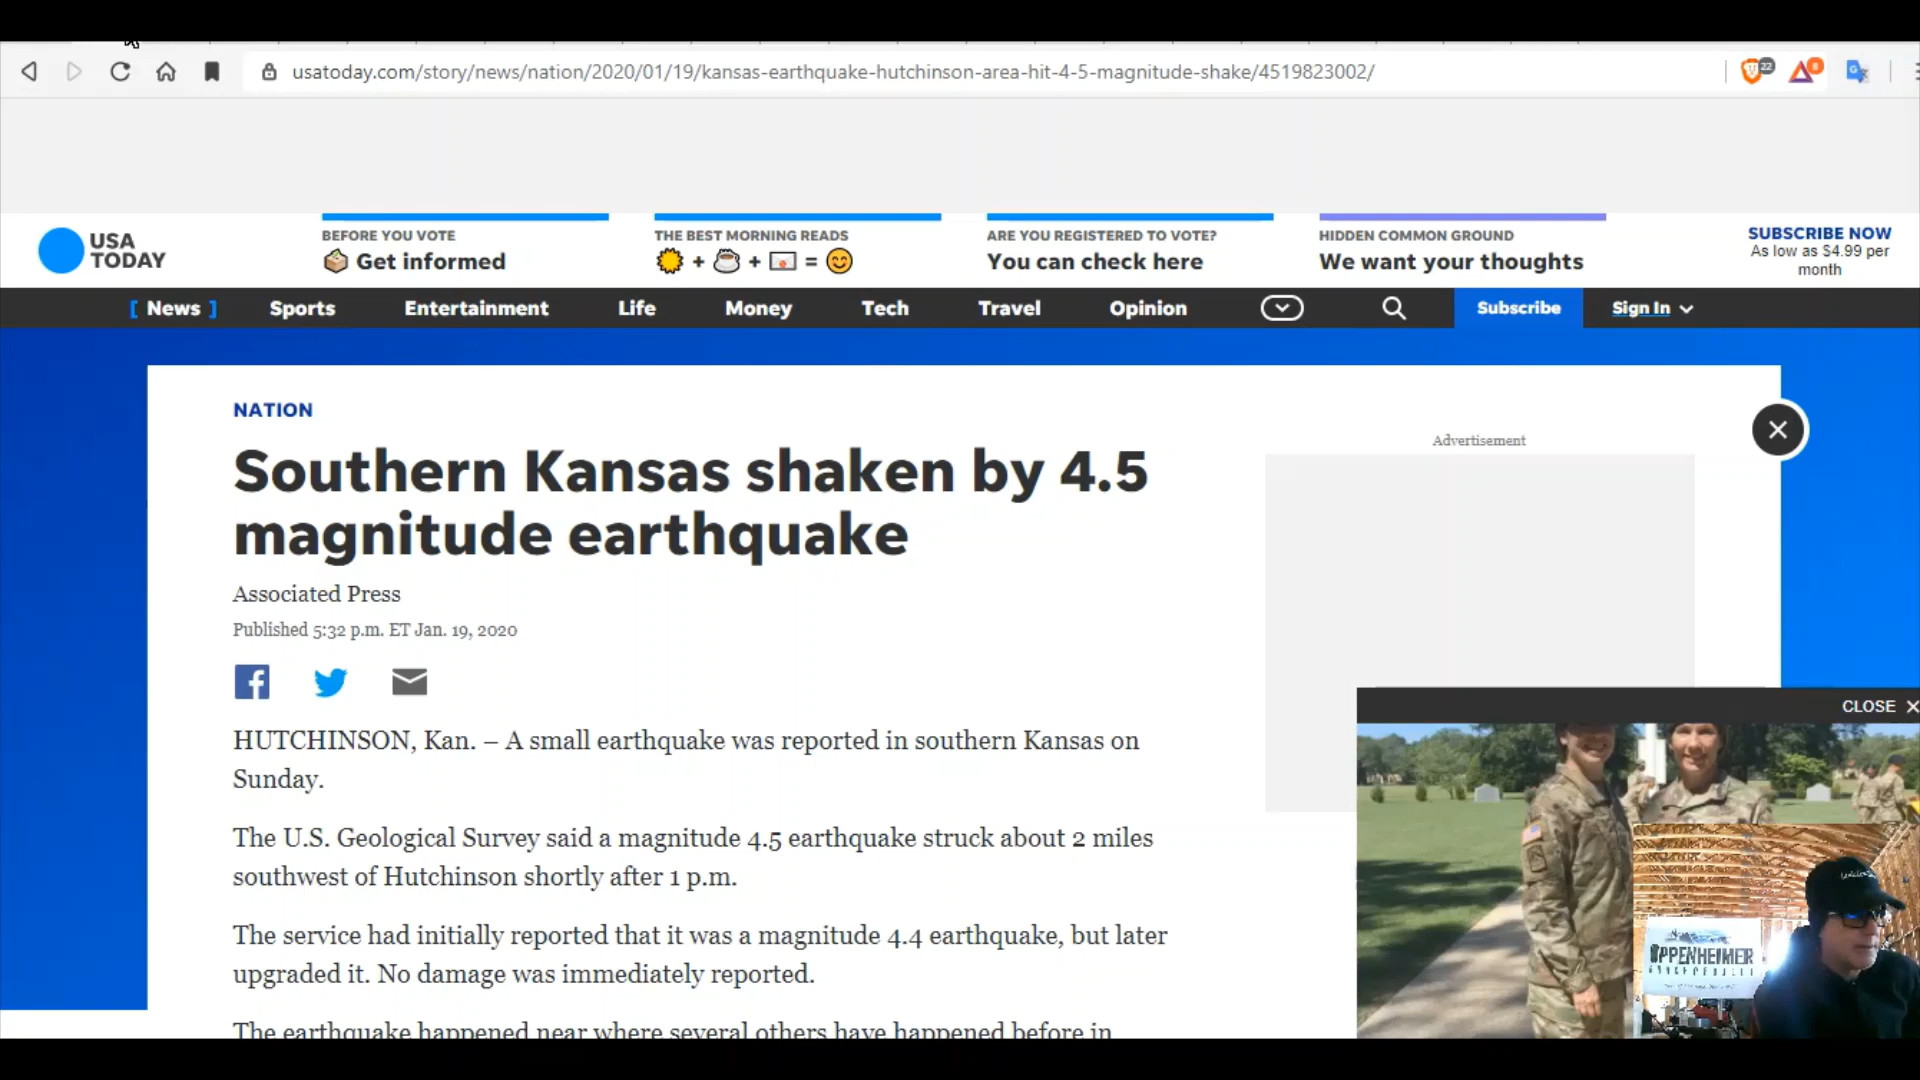 usatoday.com/story/news/nation/2020/01/19/kansas-earthquake-hutchinson-area-hit-4-5-magnitude-shake/4519823002/
22
8
USA
TODAY
BEFORE YOU VOTE
Get informed
THE BEST MORNING READS
+ + =
ARE YOU REGISTERED TO VOTE?
You can check here
HIDDEN COMMON GROUND
We want your thoughts
SUBSCRIBE NOW
As low as $4.99 per
month
[ News ] Sports Entertainment Life Money Tech Travel Opinion Subscribe Sign In
NATION
Southern Kansas shaken by 4.5
magnitude earthquake
Associated Press
Published 5:32 p.m. ET Jan. 19, 2020
Advertisement
HUTCHINSON, Kan. – A small earthquake was reported in southern Kansas on
Sunday.
The U.S. Geological Survey said a magnitude 4.5 earthquake struck about 2 miles
southwest of Hutchinson shortly after 1 p.m.
The service had initially reported that it was a magnitude 4.4 earthquake, but later
upgraded it. No damage was immediately reported.
The earthquake happened near where several others have happened before in
CLOSE
OPPENHEIMER